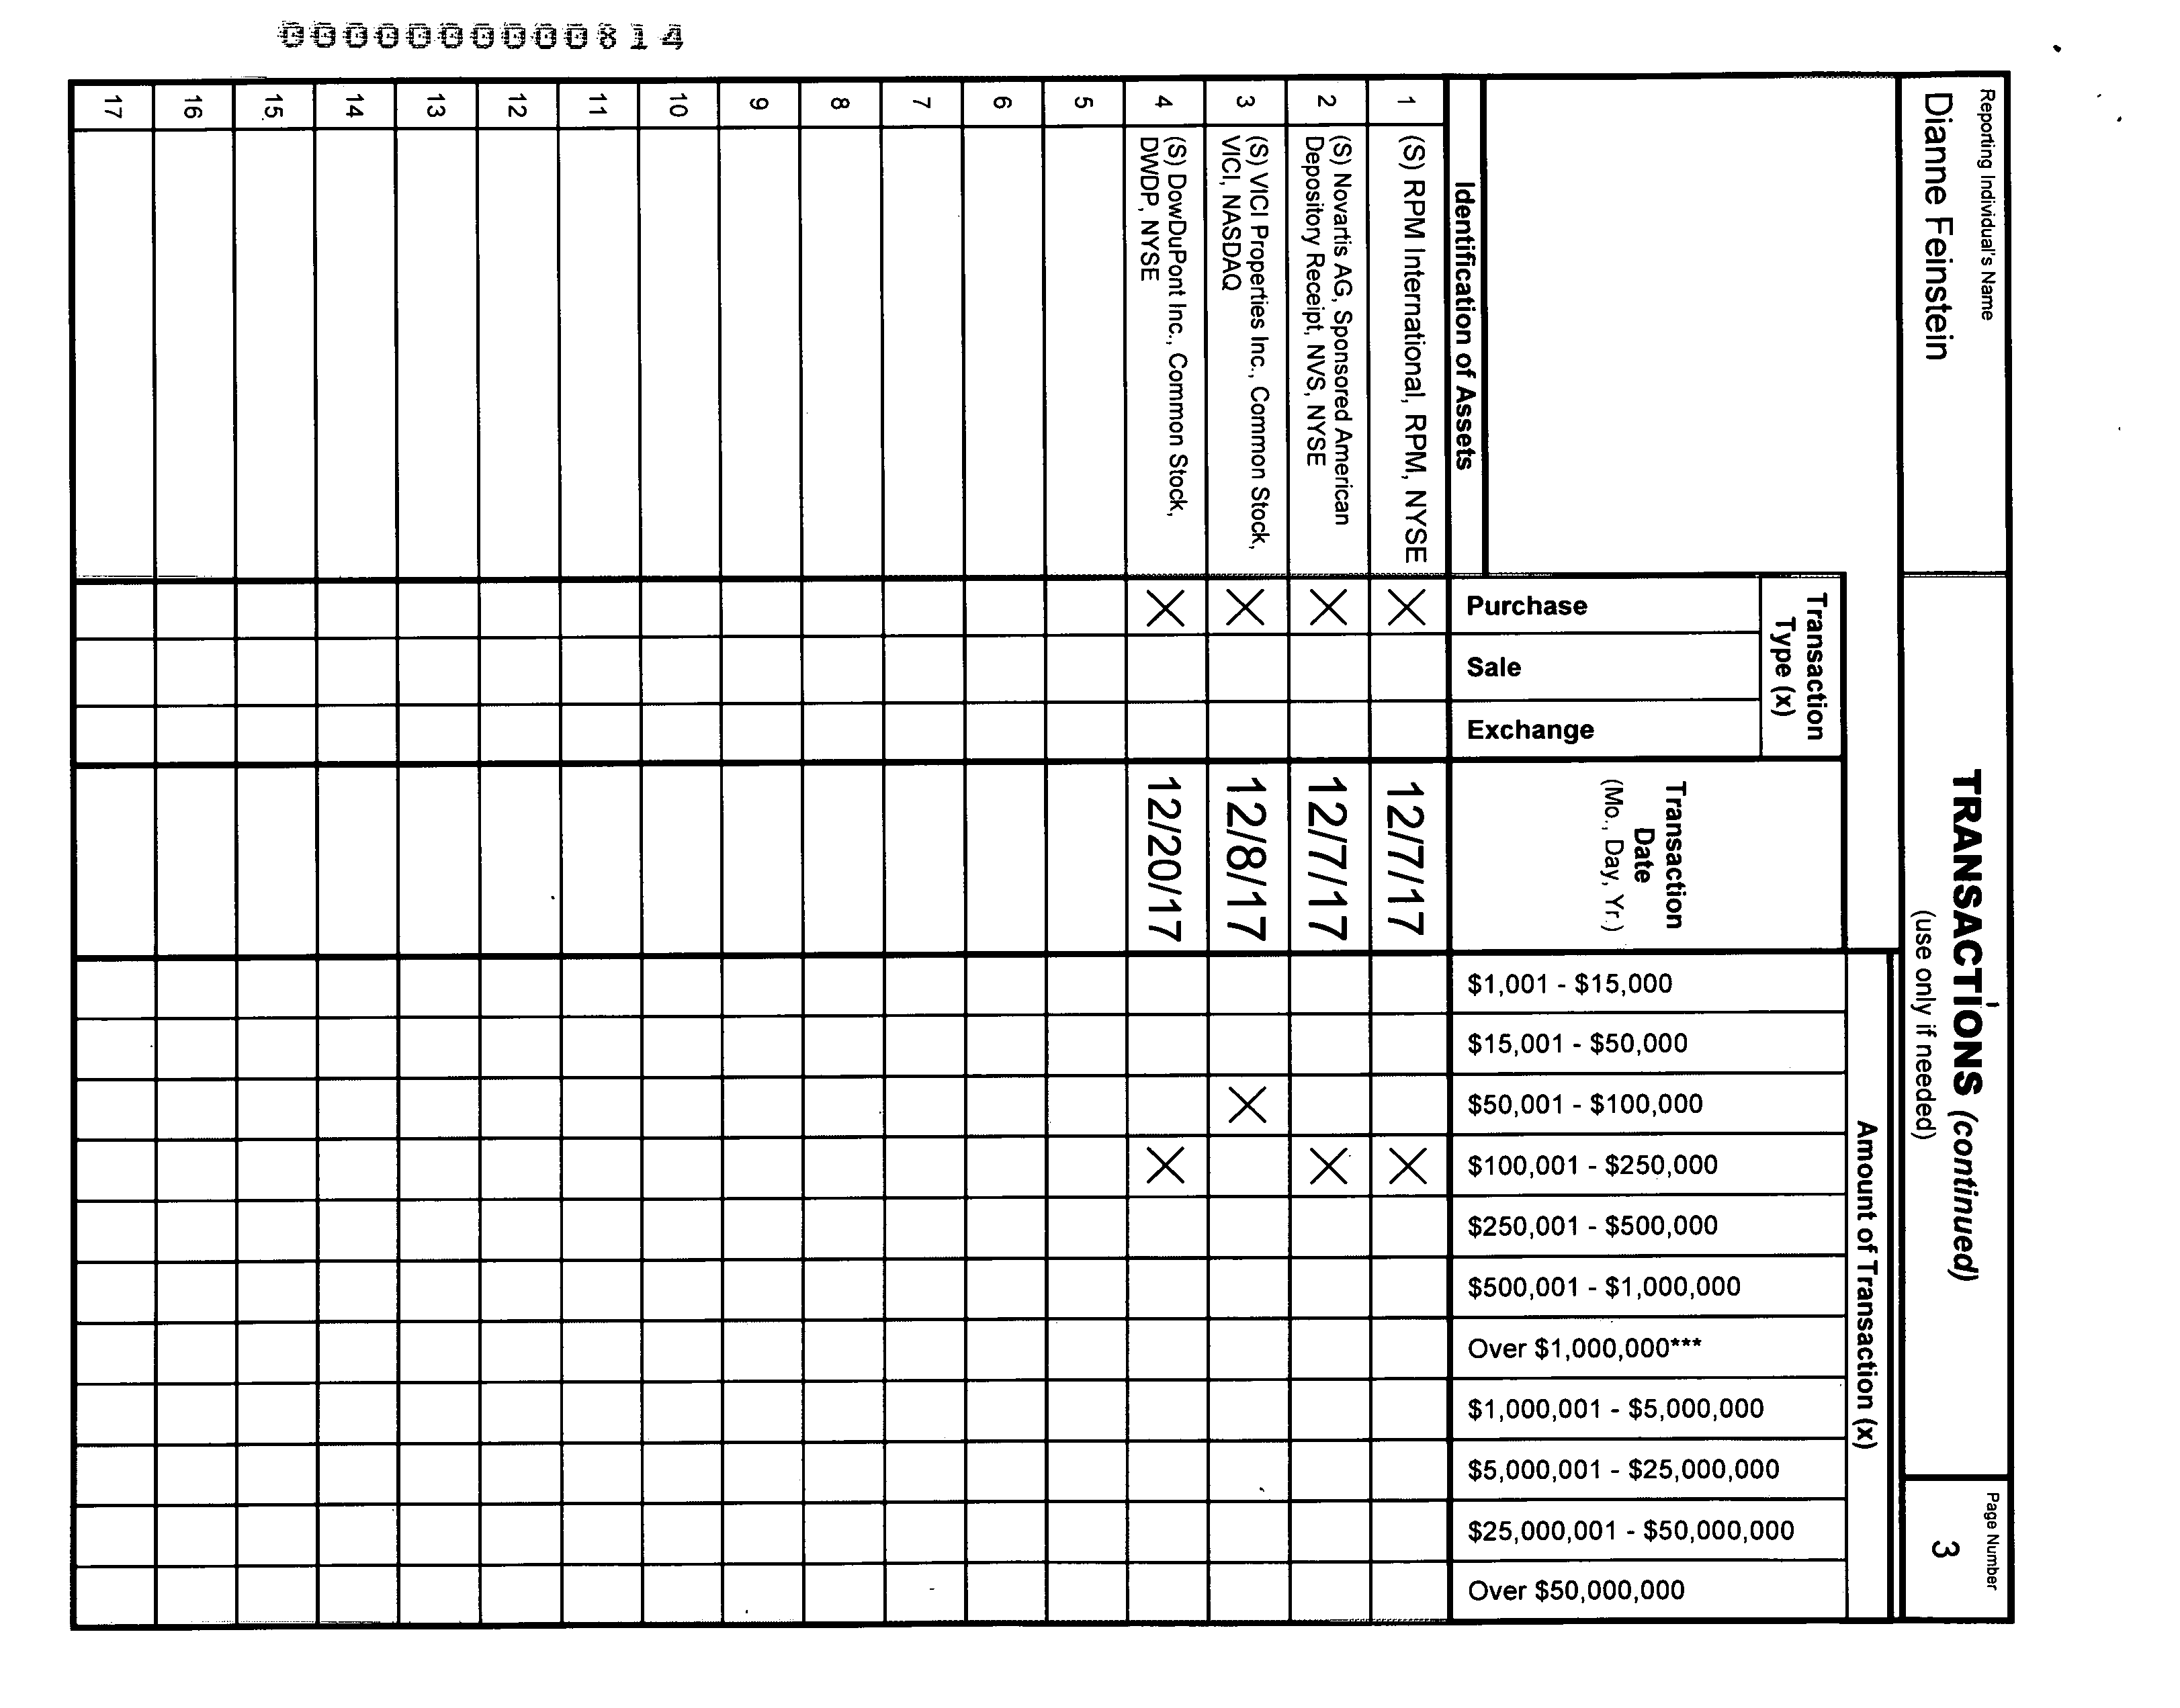 0000000000814
Reporting Individual's Name
Dianne Feinstein
TRANSACTIONS (continued)
(use only if needed)
Page Number
3
Identification of Assets
Transaction
Type (x)
Purchase
Sale
Exchange
Transaction
Date
(Mo., Day, Yr.)
Amount of Transaction (x)
$1,001 - $15,000
$15,001 - $50,000
$50,001 - $100,000
$100,001 - $250,000
$250,001 - $500,000
$500,001 - $1,000,000
Over $1,000,000***
$1,000,001 - $5,000,000
$5,000,001 - $25,000,000
$25,000,001 - $50,000,000
Over $50,000,000
1 (S) RPM International, RPM, NYSE X 12/7/17 X
2 (S) Novartis AG, Sponsored American
Depository Receipt, NVS, NYSE X 12/7/17 X
3 (S) VICI Properties Inc., Common Stock,
VICI, NASDAQ X 12/8/17 X
4 (S) DowDuPont Inc., Common Stock,
DWDP, NYSE X 12/20/17 X
5
6
7
8
9
10
11
12
13
14
15
16
17